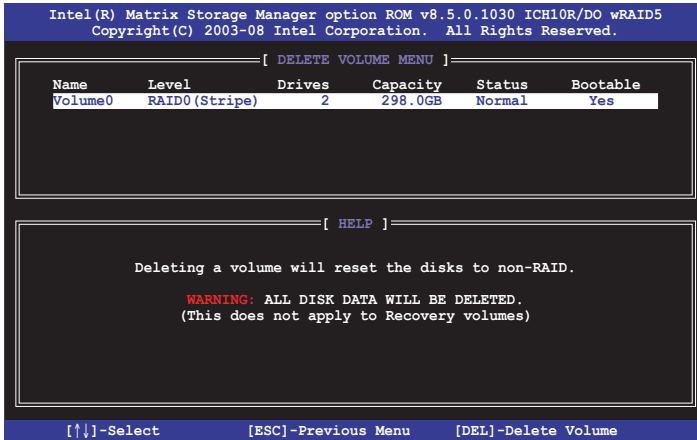 Intel(R) Matrix Storage Manager option ROM v8.5.0.1030 ICH10R/DO wRAID5
Copyright(C) 2003-08 Intel Corporation. All Rights Reserved.
[ DELETE VOLUME MENU ]
Name Level Drives Capacity Status Bootable
Volume0 RAID0(Stripe) 2 298.0GB Normal Yes
[ HELP ]
Deleting a volume will reset the disks to non-RAID.
WARNING: ALL DISK DATA WILL BE DELETED.
(This does not apply to Recovery volumes)
[↑↓]-Select [ESC]-Previous Menu [DEL]-Delete Volume